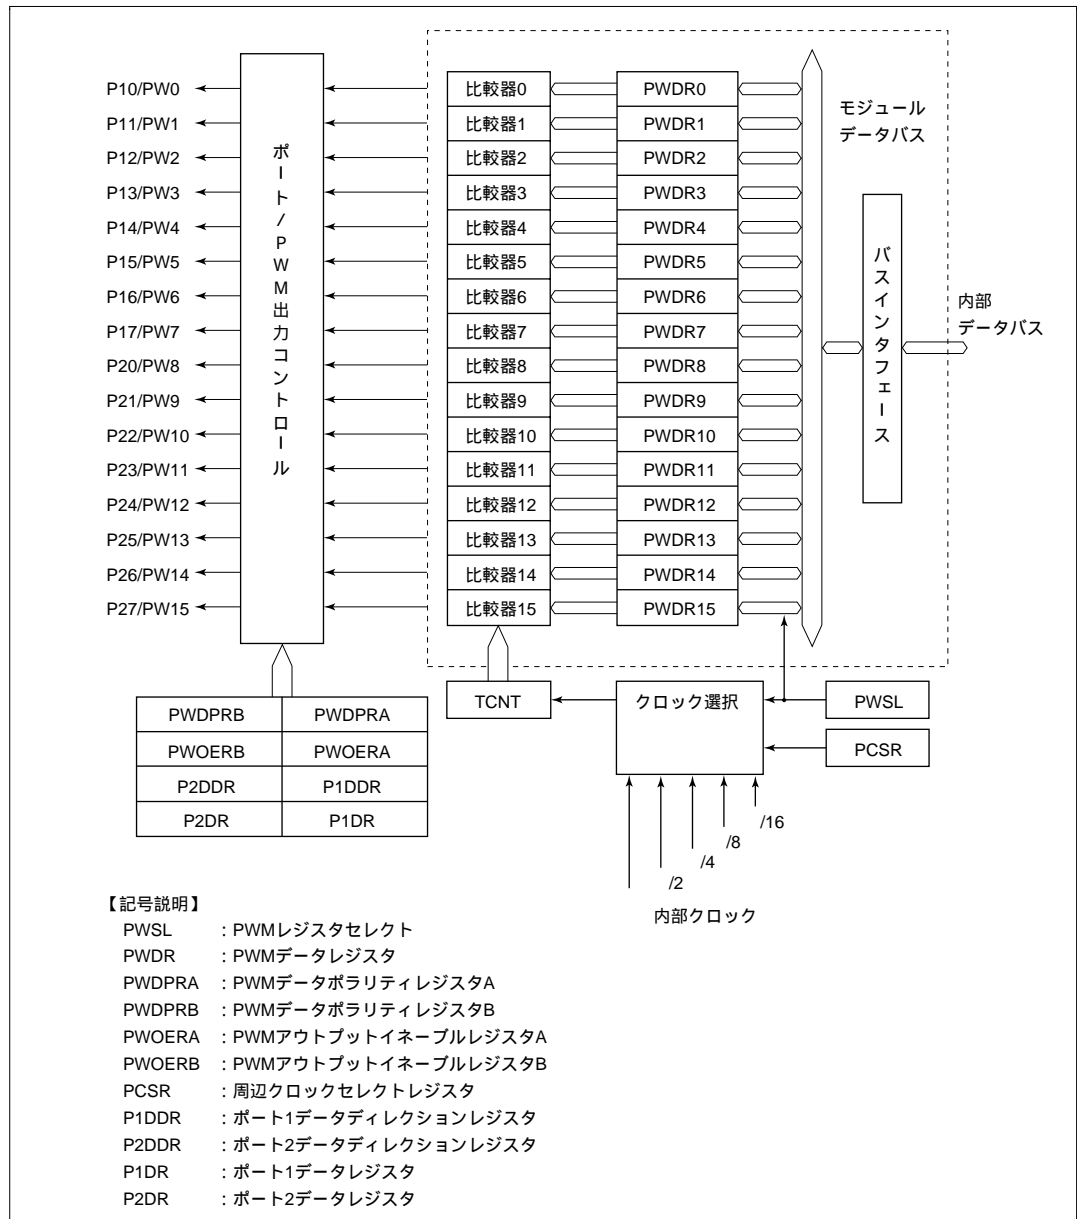 P10/PW0
P11/PW1
P12/PW2
P13/PW3
P14/PW4
P15/PW5
P16/PW6
P17/PW7
P20/PW8
P21/PW9
P22/PW10
P23/PW11
P24/PW12
P25/PW13
P26/PW14
P27/PW15
ポート/PWM出力コントロール
比較器0
比較器1
比較器2
比較器3
比較器4
比較器5
比較器6
比較器7
比較器8
比較器9
比較器10
比較器11
比較器12
比較器13
比較器14
比較器15
PWDR0
PWDR1
PWDR2
PWDR3
PWDR4
PWDR5
PWDR6
PWDR7
PWDR8
PWDR9
PWDR10
PWDR11
PWDR12
PWDR13
PWDR14
PWDR15
モジュール
データバス
バスインタフェース
内部
データバス
TCNT
クロック選択
PWSL
PCSR
PWDPRB PWDPRA
PWOERB PWOERA
P2DDR P1DDR
P2DR P1DR
/16
/8
/4
/2
内部クロック
【記号説明】
PWSL ：PWMレジスタセレクト
PWDR ：PWMデータレジスタ
PWDPRA ：PWMデータポラリティレジスタA
PWDPRB ：PWMデータポラリティレジスタB
PWOERA ：PWMアウトプットイネーブルレジスタA
PWOERB ：PWMアウトプットイネーブルレジスタB
PCSR ：周辺クロックセレクトレジスタ
P1DDR ：ポート1データディレクションレジスタ
P2DDR ：ポート2データディレクションレジスタ
P1DR ：ポート1データレジスタ
P2DR ：ポート2データレジスタ